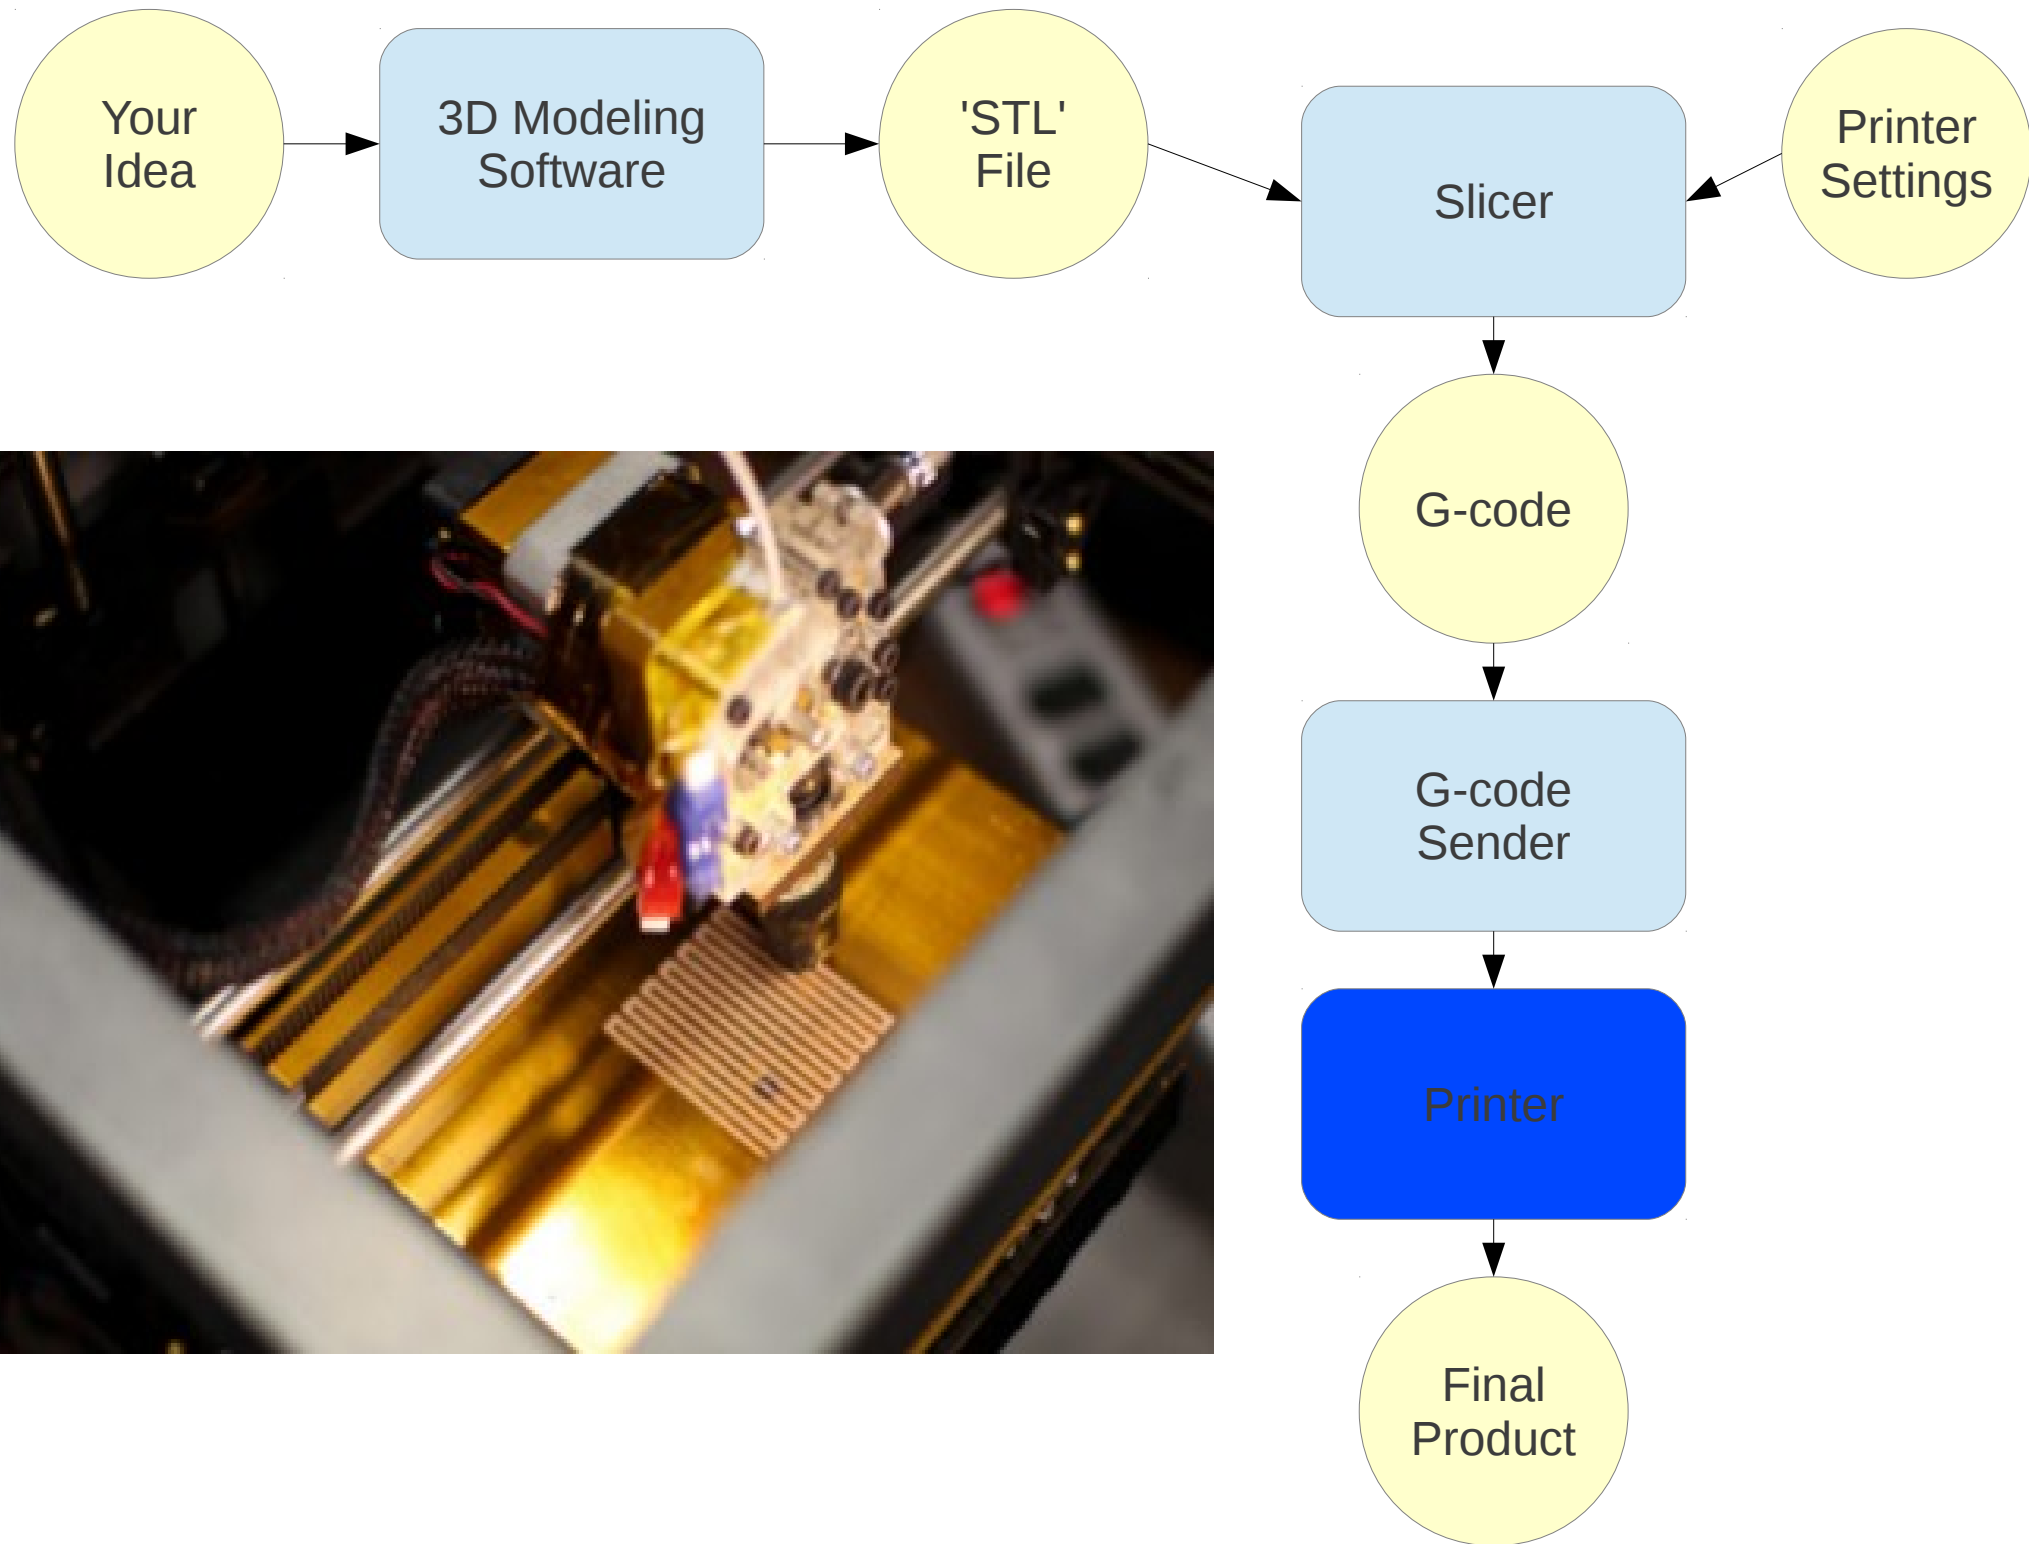 Your
Idea
3D Modeling
Software
'STL'
File
Slicer
Printer
Settings
G-code
G-code
Sender
Printer
Final
Product